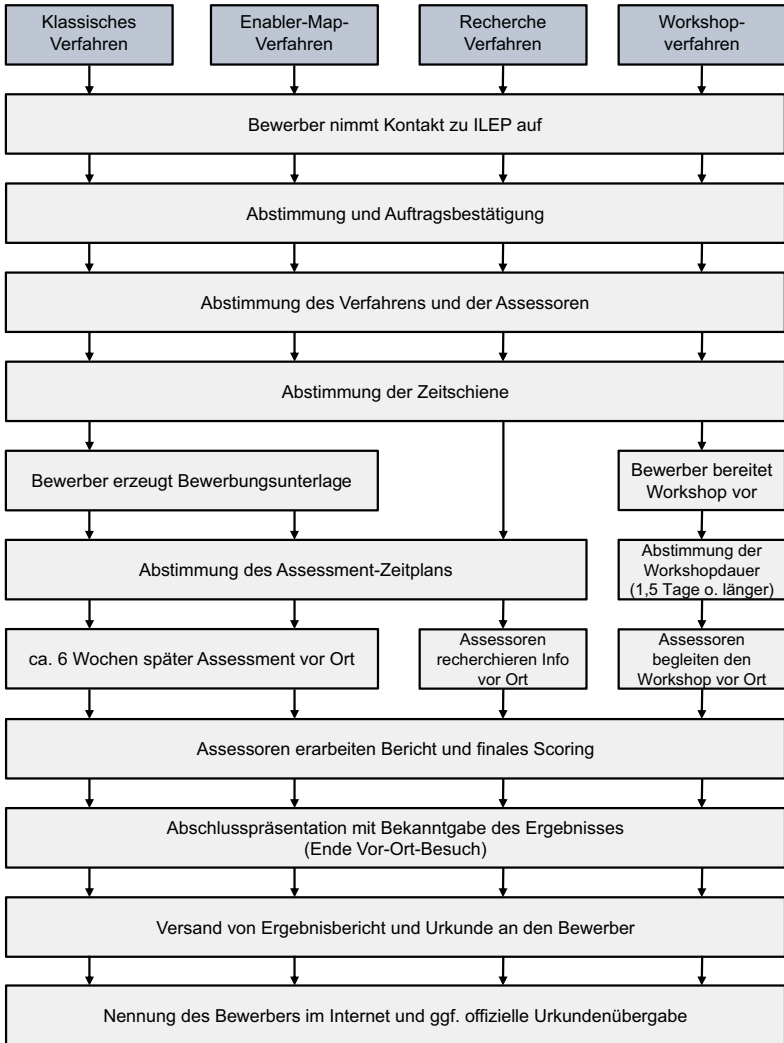 Klassisches
Verfahren
Enabler-Map-
Verfahren
Recherche
Verfahren
Workshop-
verfahren
Bewerber nimmt Kontakt zu ILEP auf
Abstimmung und Auftragsbestätigung
Abstimmung des Verfahrens und der Assessoren
Abstimmung der Zeitschiene
Bewerber erzeugt Bewerbungsunterlage
Bewerber bereitet
Workshop vor
Abstimmung des Assessment-Zeitplans
Abstimmung der
Workshopdauer
(1,5 Tage o. länger)
ca. 6 Wochen später Assessment vor Ort
Assessoren
recherchieren Info
vor Ort
Assessoren
begleiten den
Workshop vor Ort
Assessoren erarbeiten Bericht und finales Scoring
Abschlusspräsentation mit Bekanntgabe des Ergebnisses
(Ende Vor-Ort-Besuch)
Versand von Ergebnisbericht und Urkunde an den Bewerber
Nennung des Bewerbers im Internet und ggf. offizielle Urkundenübergabe